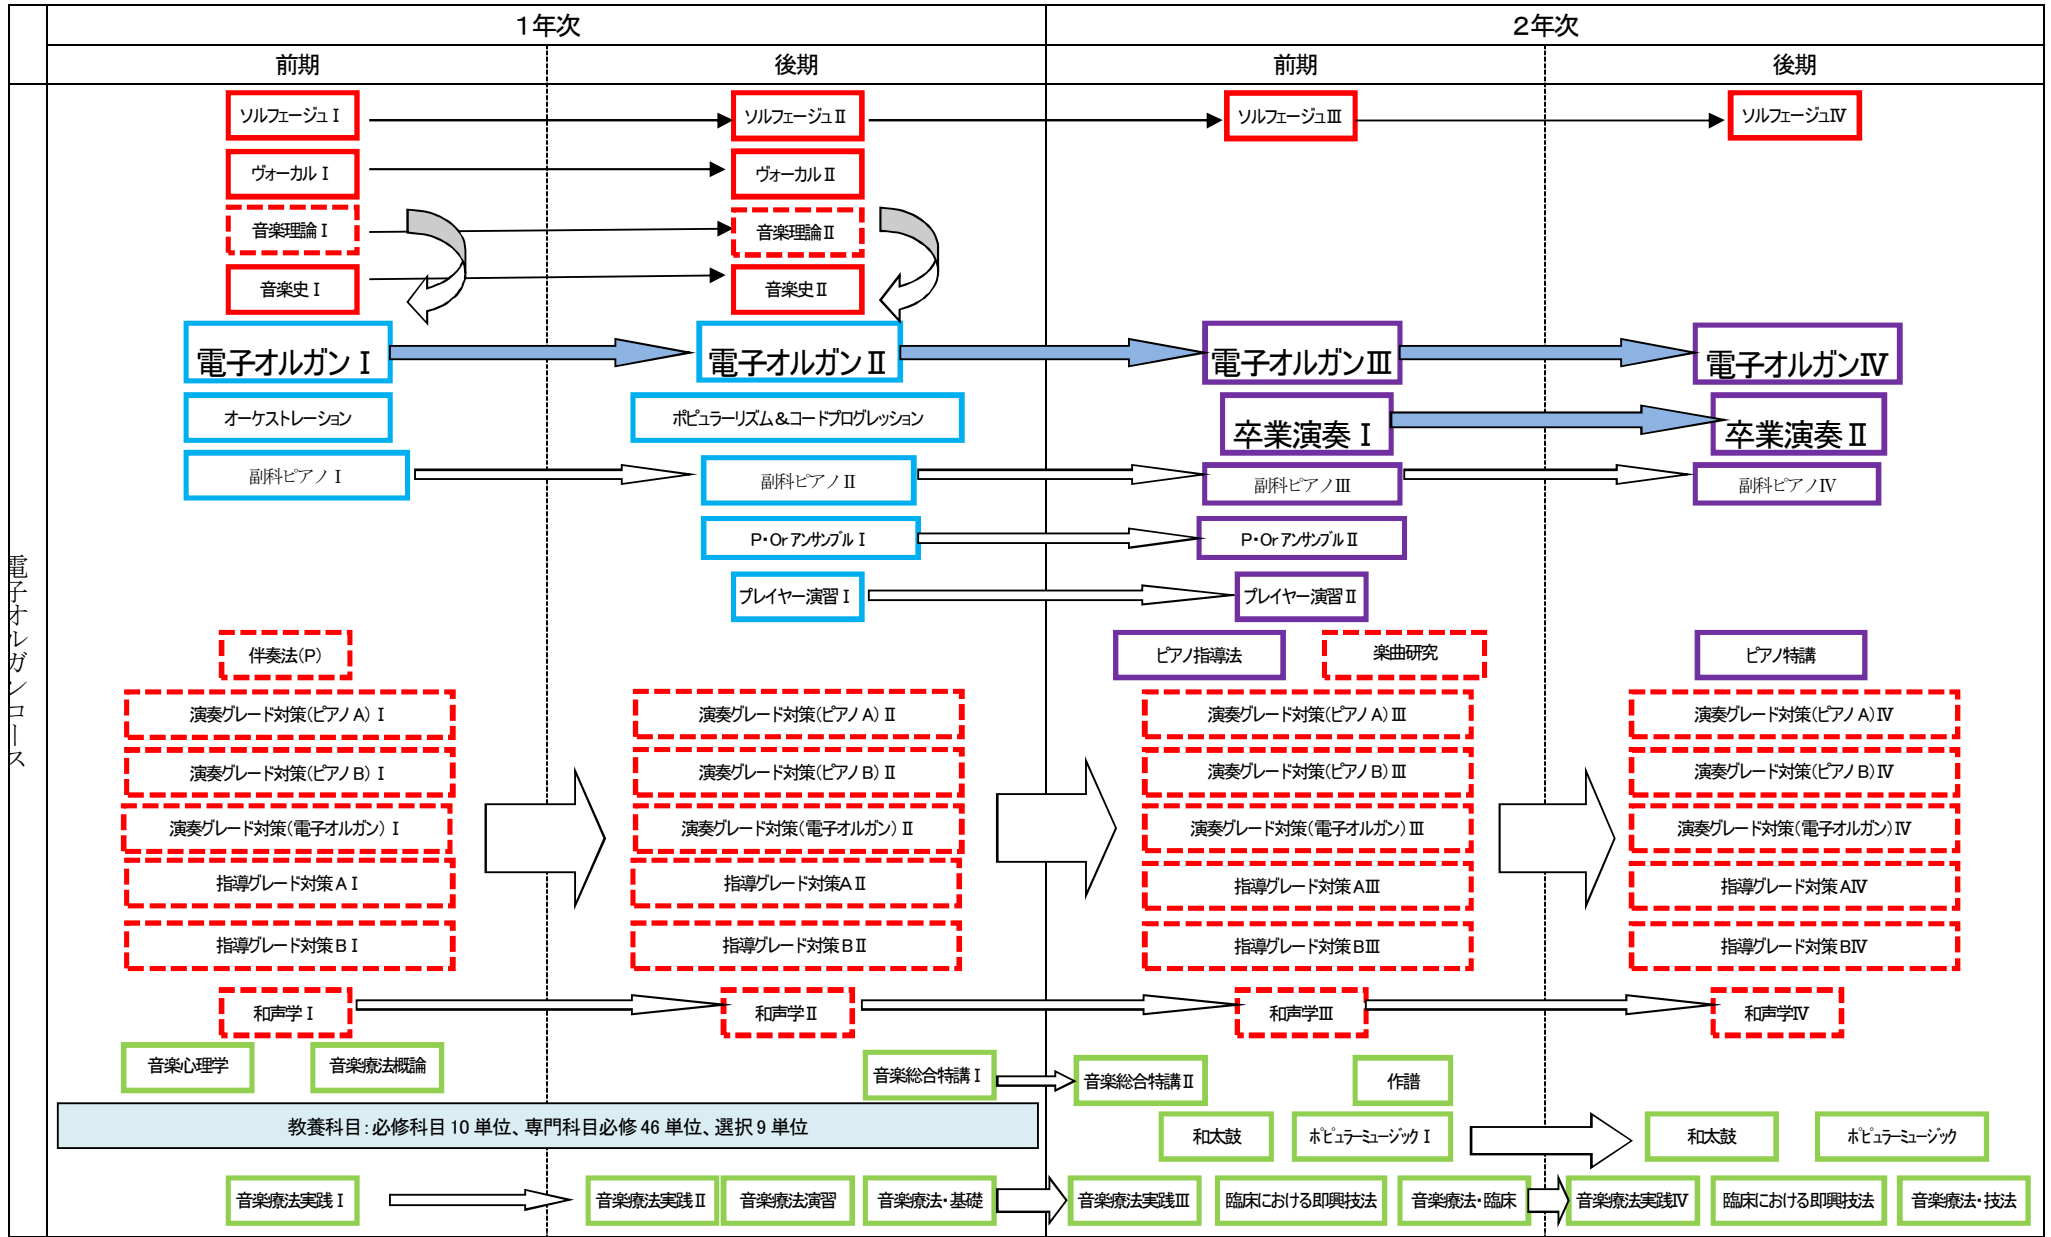 1年次
2年次
前期
後期
前期
後期
電子オルガンコース
ソルフェージュⅠ
ソルフェージュⅡ
ソルフェージュⅢ
ソルフェージュⅣ
ヴォーカルⅠ
ヴォーカルⅡ
音楽理論Ⅰ
音楽理論Ⅱ
音楽史Ⅰ
音楽史Ⅱ
電子オルガンⅠ
電子オルガンⅡ
電子オルガンⅢ
電子オルガンⅣ
オーケストレーション
ポピュラーリズム&コードプログレッション
卒業演奏Ⅰ
卒業演奏Ⅱ
副科ピアノⅠ
副科ピアノⅡ
副科ピアノⅢ
副科ピアノⅣ
P・OrアンサンブルⅠ
P・OrアンサンブルⅡ
プレイヤー演習Ⅰ
プレイヤー演習Ⅱ
伴奏法(P)
ピアノ指導法
楽曲研究
ピアノ特講
演奏グレード対策(ピアノA)Ⅰ
演奏グレード対策(ピアノA)Ⅱ
演奏グレード対策(ピアノA)Ⅲ
演奏グレード対策(ピアノA)Ⅳ
演奏グレード対策(ピアノB)Ⅰ
演奏グレード対策(ピアノB)Ⅱ
演奏グレード対策(ピアノB)Ⅲ
演奏グレード対策(ピアノB)Ⅳ
演奏グレード対策(電子オルガン)Ⅰ
演奏グレード対策(電子オルガン)Ⅱ
演奏グレード対策(電子オルガン)Ⅲ
演奏グレード対策(電子オルガン)Ⅳ
指導グレード対策AⅠ
指導グレード対策AⅡ
指導グレード対策AⅢ
指導グレード対策AⅣ
指導グレード対策BⅠ
指導グレード対策BⅡ
指導グレード対策BⅢ
指導グレード対策BⅣ
和声学Ⅰ
和声学Ⅱ
和声学Ⅲ
和声学Ⅳ
音楽心理学
音楽療法概論
音楽総合特講Ⅰ
音楽総合特講Ⅱ
作譜
教養科目:必修科目10単位、専門科目必修46単位、選択9単位
和太鼓
ポピュラーミュージックⅠ
和太鼓
ポピュラーミュージック
音楽療法実践Ⅰ
音楽療法実践Ⅱ
音楽療法演習
音楽療法・基礎
音楽療法実践Ⅲ
臨床における即興技法
音楽療法・臨床
音楽療法実践Ⅳ
臨床における即興技法
音楽療法・技法